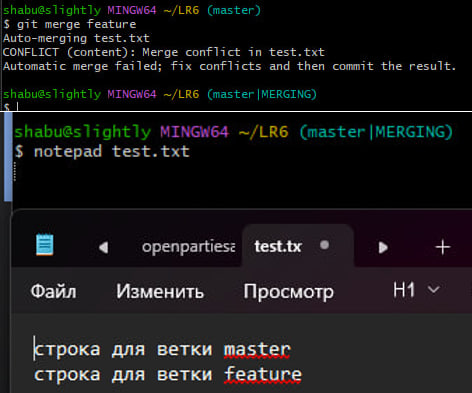 shabu@slightly MINGW64 ~/LR6 (master)
$ git merge feature
Auto-merging test.txt
CONFLICT (content): Merge conflict in test.txt
Automatic merge failed; fix conflicts and then commit the result.
shabu@slightly MINGW64 ~/LR6 (master|MERGING)
$
shabu@slightly MINGW64 ~/LR6 (master|MERGING)
$ notepad test.txt
openpartiesa test.tx
Файл Изменить Просмотр H1
строка для ветки master
строка для ветки feature